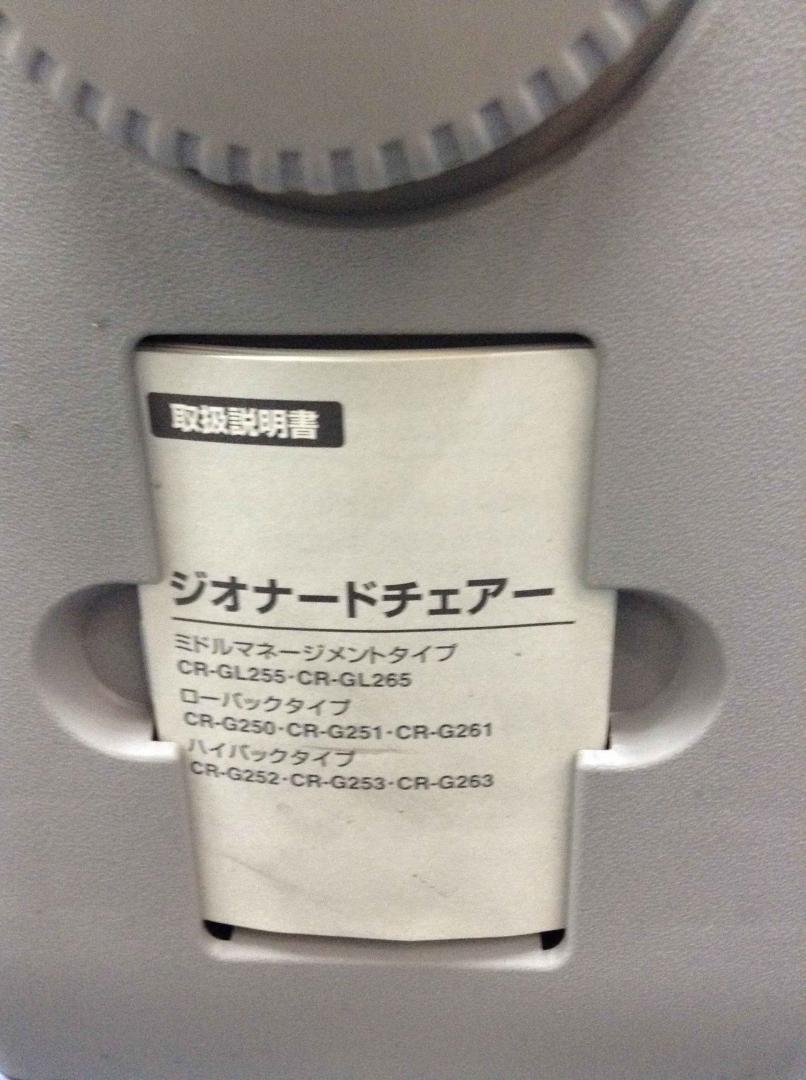 取扱説明書
ジオナードチェアー
ミドルマネージメントタイプ
CR-GL255・CR-GL265
ローバックタイプ
CR-G250・CR-G251・CR-G261
ハイバックタイプ
CR-G252・CR-G253・CR-G263